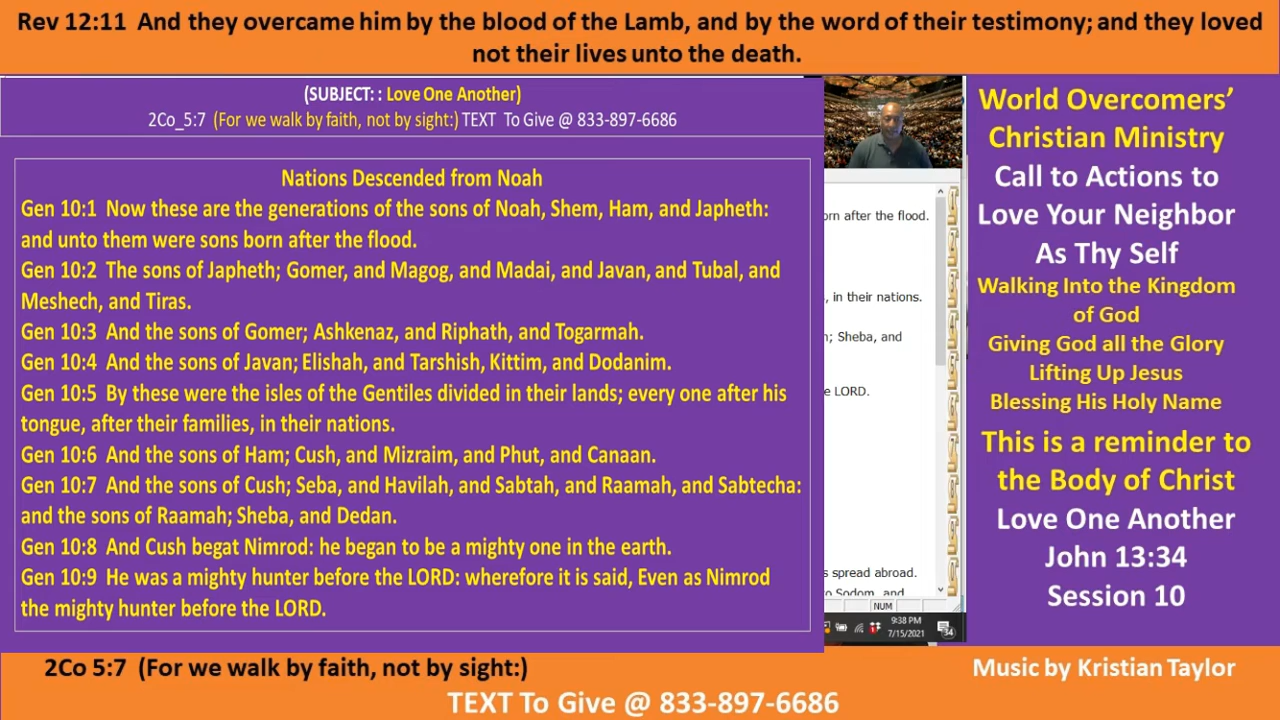 Rev 12:11 And they overcame him by the blood of the Lamb, and by the word of their testimony; and they loved
not their lives unto the death.
(SUBJECT: : Love One Another)
2Co_5:7 (For we walk by faith, not by sight:) TEXT To Give @ 833-897-6686
Nations Descended from Noah
Gen 10:1 Now these are the generations of the sons of Noah, Shem, Ham, and Japheth:
and unto them were sons born after the flood.
Gen 10:2 The sons of Japheth; Gomer, and Magog, and Madai, and Javan, and Tubal, and
Meshech, and Tiras.
Gen 10:3 And the sons of Gomer; Ashkenaz, and Riphath, and Togarmah.
Gen 10:4 And the sons of Javan; Elishah, and Tarshish, Kittim, and Dodanim.
Gen 10:5 By these were the isles of the Gentiles divided in their lands; every one after his
tongue, after their families, in their nations.
Gen 10:6 And the sons of Ham; Cush, and Mizraim, and Phut, and Canaan.
Gen 10:7 And the sons of Cush; Seba, and Havilah, and Sabtah, and Raamah, and Sabtecha:
and the sons of Raamah; Sheba, and Dedan.
Gen 10:8 And Cush begat Nimrod: he began to be a mighty one in the earth.
Gen 10:9 He was a mighty hunter before the LORD: wherefore it is said, Even as Nimrod
the mighty hunter before the LORD.
orn after the flood.
, in their nations.
; Sheba, and
e LORD.
s spread abroad.
to Sodom, and
NUM
9:38 PM
7/15/2021
34
World Overcomers'
Christian Ministry
Call to Actions to
Love Your Neighbor
As Thy Self
Walking Into the Kingdom
of God
Giving God all the Glory
Lifting Up Jesus
Blessing His Holy Name
This is a reminder to
the Body of Christ
Love One Another
John 13:34
Session 10
2Co 5:7 (For we walk by faith, not by sight:)
Music by Kristian Taylor
TEXT To Give @ 833-897-6686